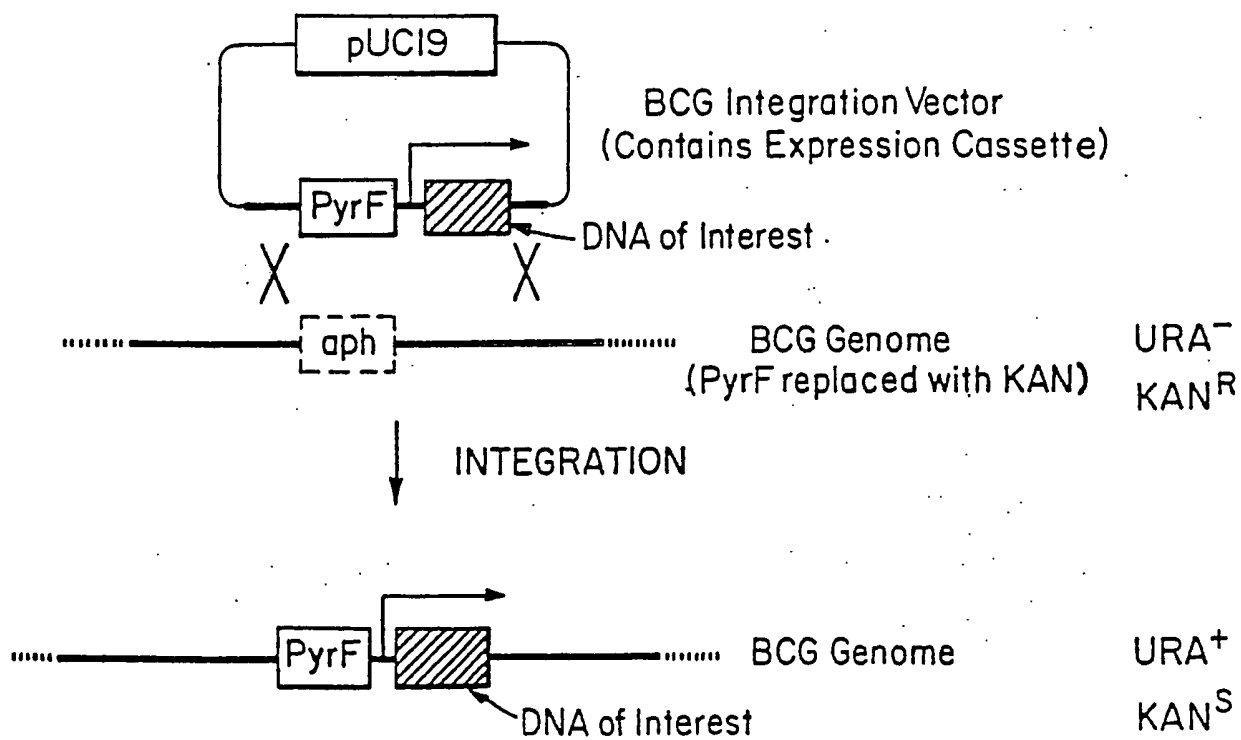 pUC19
BCG Integration Vector
(Contains Expression Cassette)
PyrF
DNA of Interest
aph
BCG Genome
(PyrF replaced with KAN)
URA⁻
KANᴿ
INTEGRATION
PyrF
BCG Genome
URA⁺
DNA of Interest
KANˢ